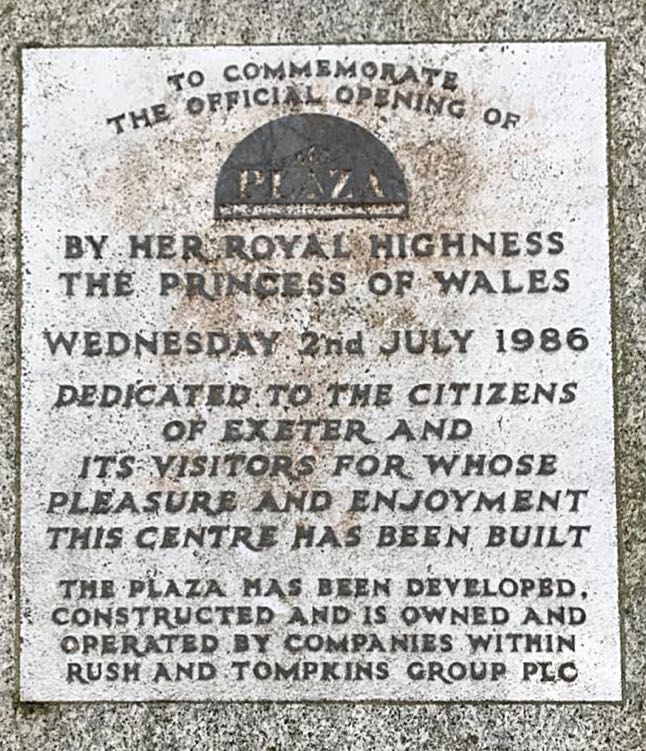 TO COMMEMORATE
THE OFFICIAL OPENING OF
the
PLAZA
BY HER ROYAL HIGHNESS
THE PRINCESS OF WALES
WEDNESDAY 2nd JULY 1986
DEDICATED TO THE CITIZENS
OF EXETER AND
ITS VISITORS FOR WHOSE
PLEASURE AND ENJOYMENT
THIS CENTRE HAS BEEN BUILT
THE PLAZA HAS BEEN DEVELOPED,
CONSTRUCTED AND IS OWNED AND
OPERATED BY COMPANIES WITHIN
RUSH AND TOMPKINS GROUP PLC